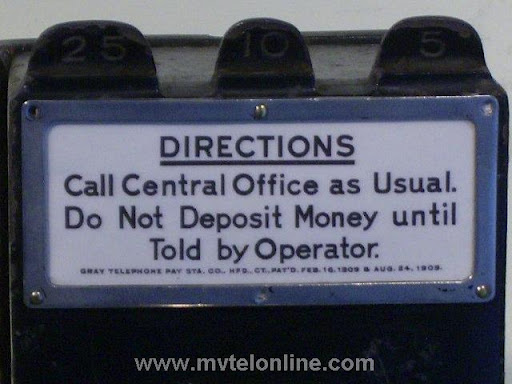 25 10 5
DIRECTIONS
Call Central Office as Usual.
Do Not Deposit Money until
Told by Operator.
GRAY TELEPHONE PAY STA. CO., HFD., CT., PAT'D. FEB. 16, 1909 & AUG. 24, 1909.
www.mvtelonline.com